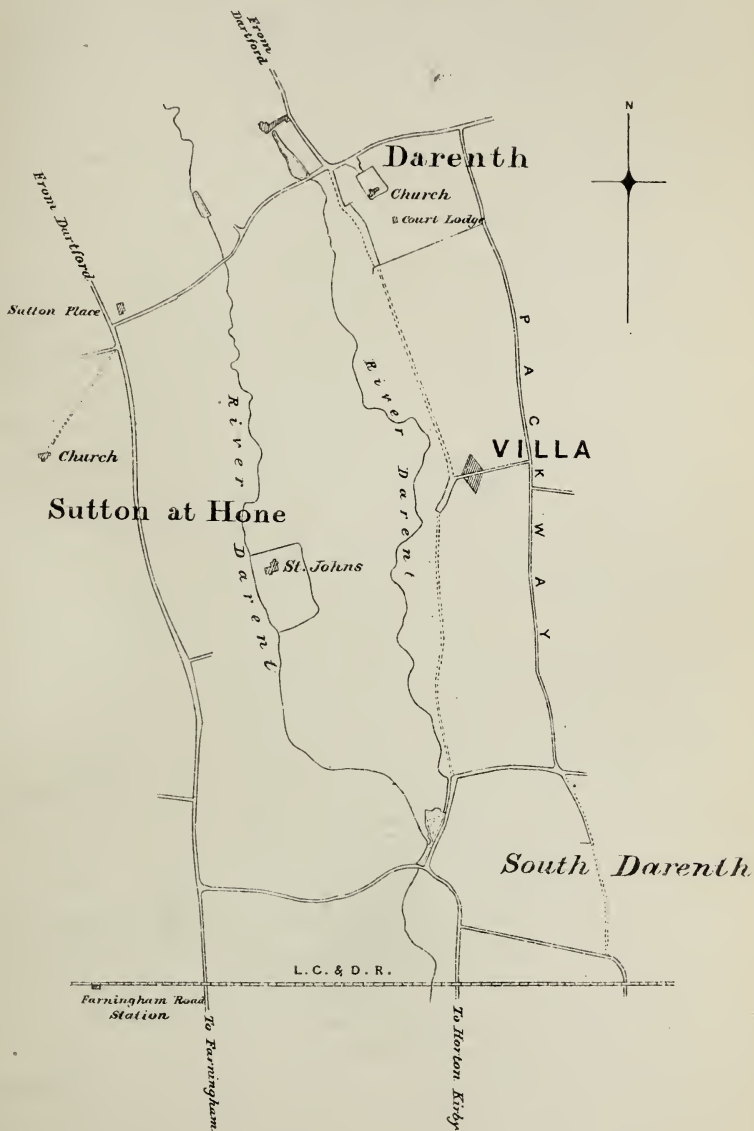 From
Dartford
N
Darenth
Church
Court Lodge
From Dartford
Sutton Place
PACKWAY
River Darent
River Darent
VILLA
Church
Sutton at Hone
St. Johns
South Darenth
L.C. & D.R.
Farningham Road
Station
To Farningham
To Horton Kirby